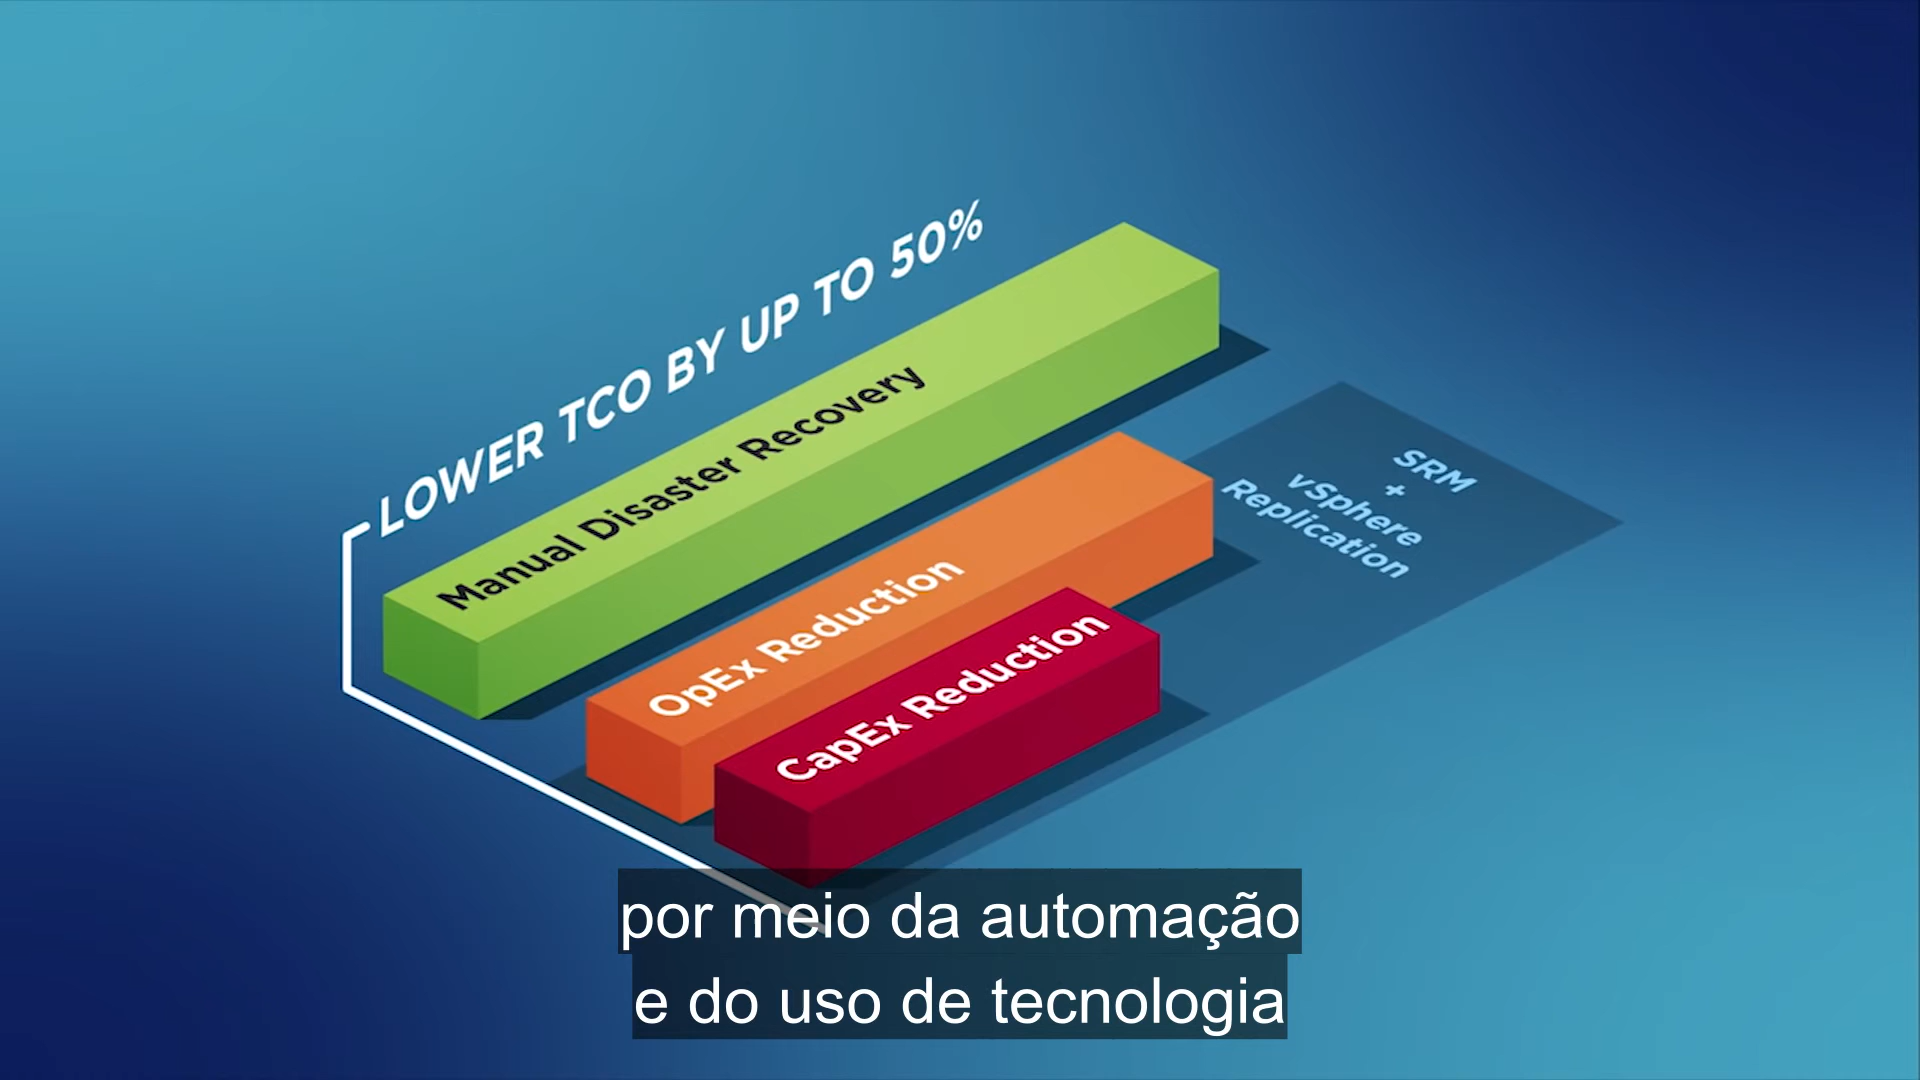 LOWER TCO BY UP TO 50%
Manual Disaster Recovery
OpEx Reduction
CapEx Reduction
SRM
+
vSphere
Replication
por meio da automação
e do uso de tecnologia